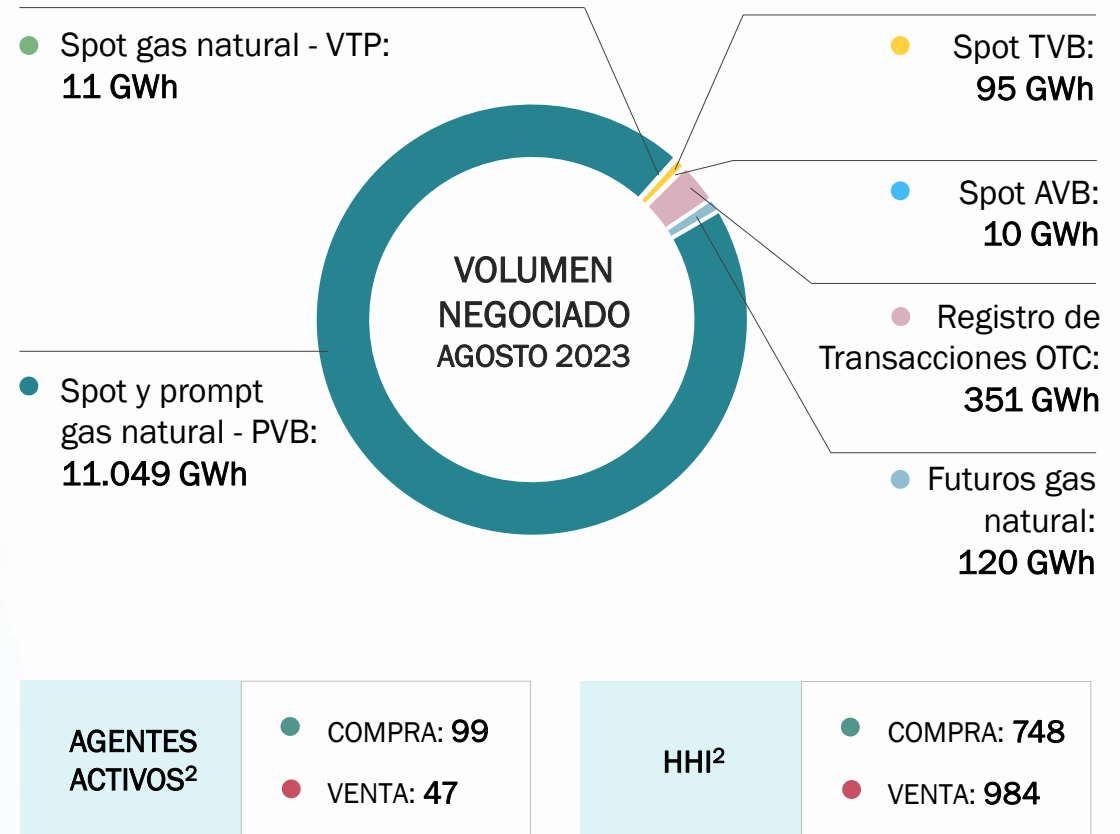 Spot gas natural - VTP:
11 GWh
Spot TVB:
95 GWh
Spot AVB:
10 GWh
VOLUMEN
NEGOCIADO
AGOSTO 2023
Registro de
Transacciones OTC:
351 GWh
Spot y prompt
gas natural - PVB:
11.049 GWh
Futuros gas
natural:
120 GWh
AGENTES
ACTIVOS²
COMPRA: 99
VENTA: 47
HHI²
COMPRA: 748
VENTA: 984